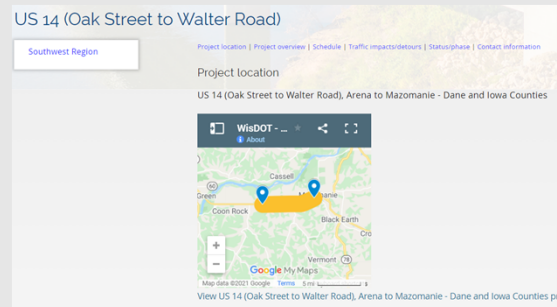 US 14 (Oak Street to Walter Road)
Southwest Region
Project location | Project overview | Schedule | Traffic impacts/detours | Status/phase | Contact information
Project location
US 14 (Oak Street to Walter Road), Arena to Mazomanie - Dane and Iowa Counties
WisDOT - ...
About
Cassell
60
Green
Coon Rock
Black Earth
Cro
Vermont
78
+
−
Google My Maps
Map data ©2021 Google Terms 5 mi
View US 14 (Oak Street to Walter Road), Arena to Mazomanie - Dane and Iowa Counties